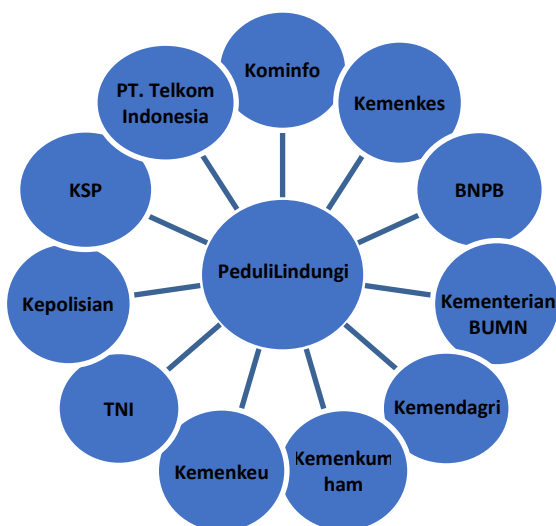 Kominfo
Kemenkes
BNPB
Kementerian
BUMN
Kemendagri
Kemenkum
ham
Kemenkeu
TNI
Kepolisian
KSP
PT. Telkom
Indonesia
PeduliLindungi